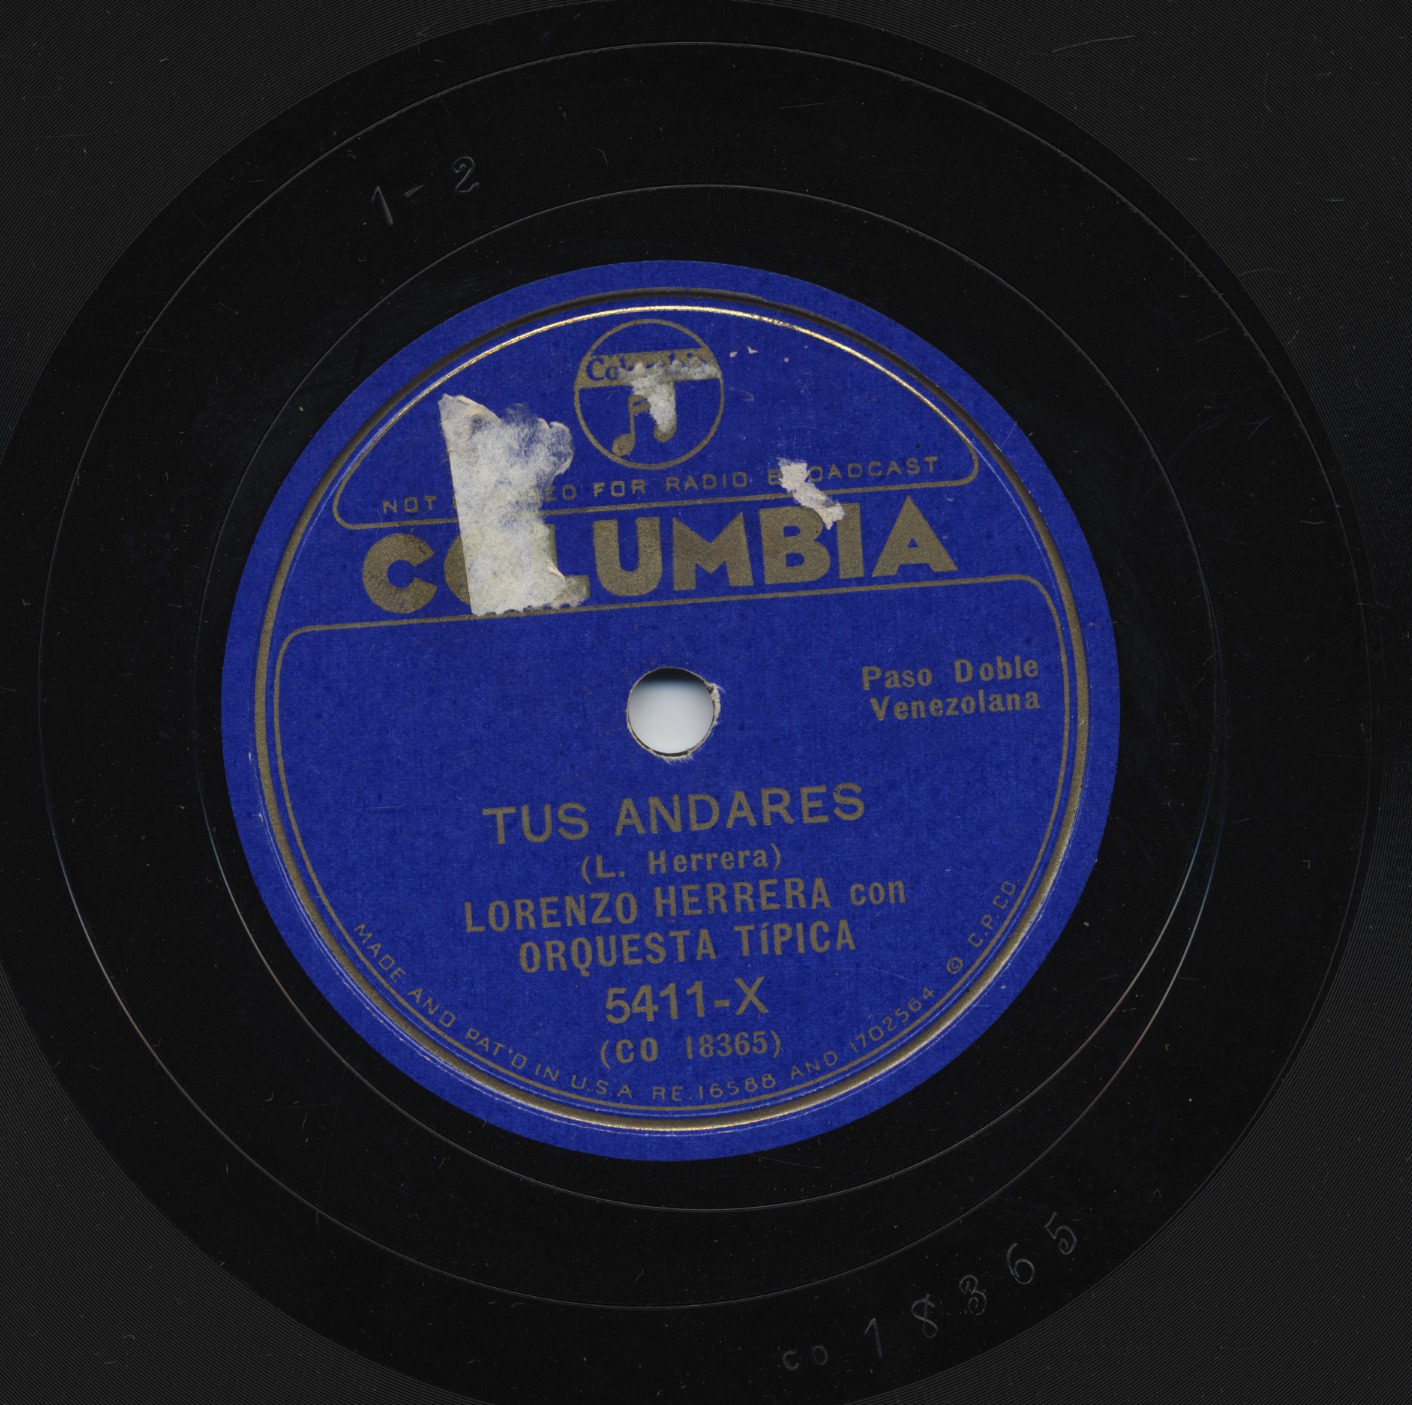 1-2
NOT FOR RADIO BROADCAST
COLUMBIA
Paso Doble
Venezolana
TUS ANDARES
(L. Herrera)
LORENZO HERRERA con
ORQUESTA TíPICA
5411-X
(CO 18365)
MADE AND PAT'D IN U.S.A RE.16588 AND 1702564 © C.P.CO.
CO 18365